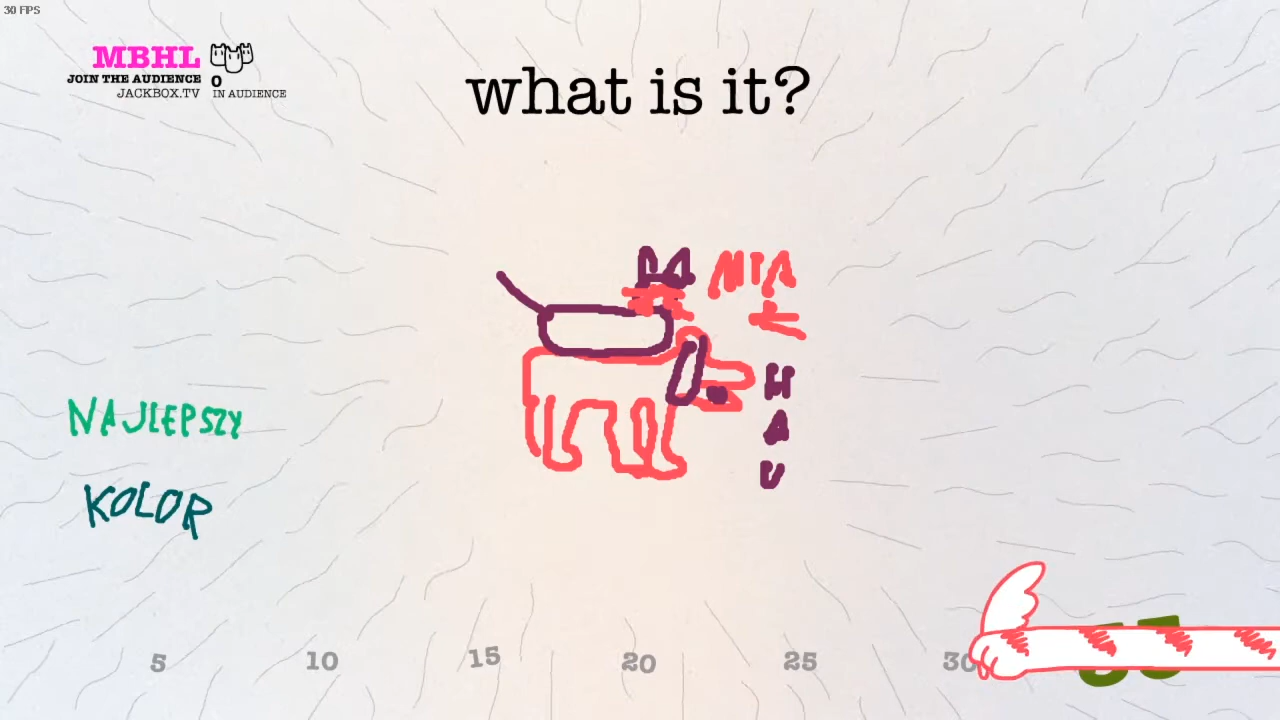 30 FPS
MBHL
JOIN THE AUDIENCE
JACKBOX.TV
0
IN AUDIENCE
what is it?
MIA
H
A
U
NAJLEPSZY
KOLOR
5
10
15
20
25
30